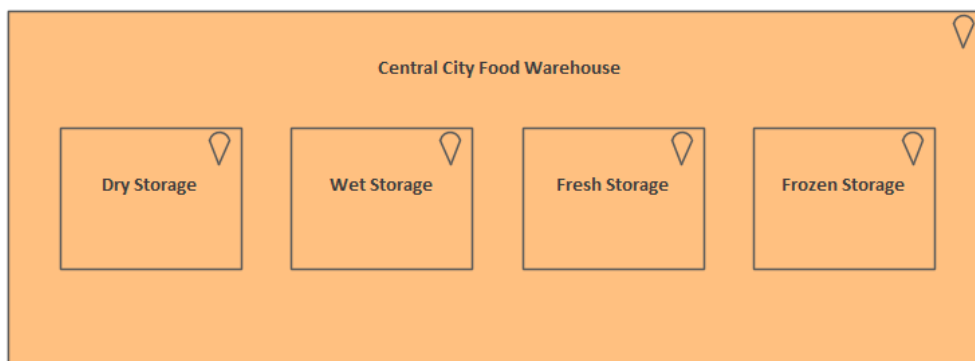 Central City Food Warehouse
Dry Storage
Wet Storage
Fresh Storage
Frozen Storage